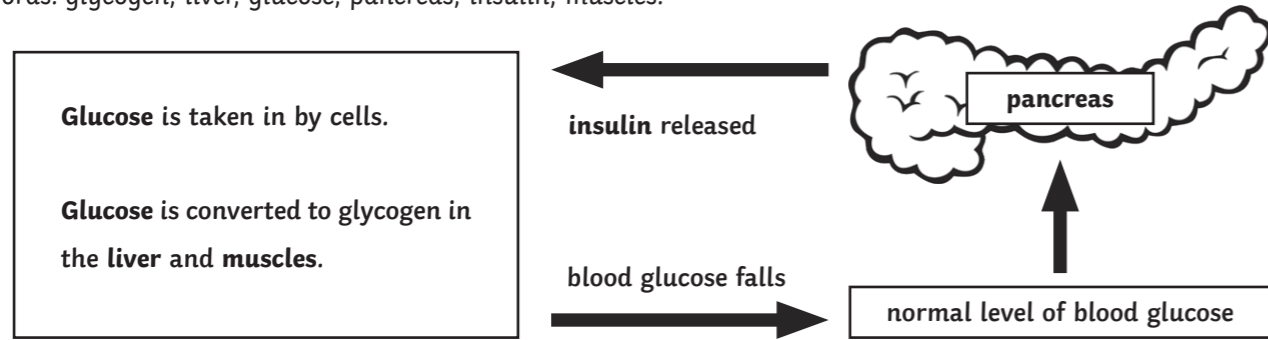 words: glycogen, liver, glucose, pancreas, insulin, muscles.
Glucose is taken in by cells.
Glucose is converted to glycogen in
the liver and muscles.
insulin released
pancreas
blood glucose falls
normal level of blood glucose